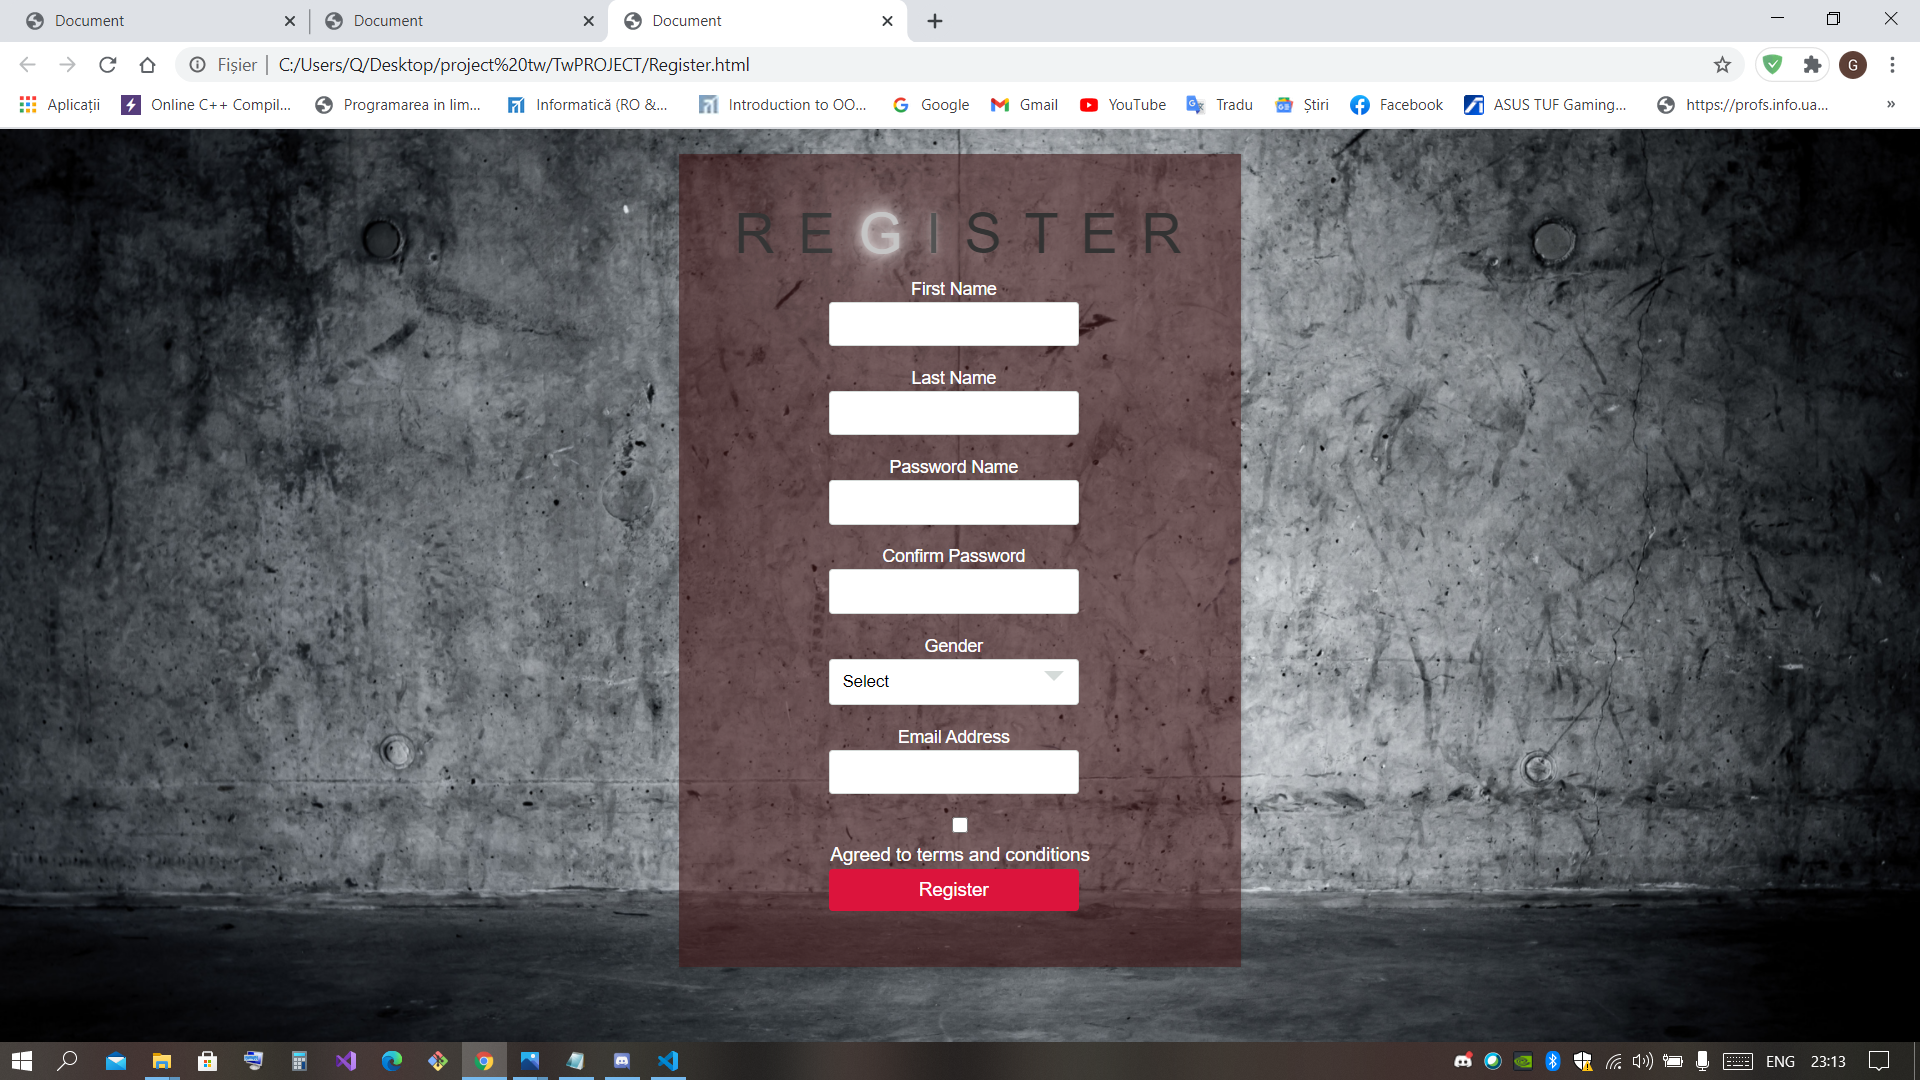 Document
Document
Document
Fișier
C:/Users/Q/Desktop/project%20tw/TwPROJECT/Register.html
G
Aplicații
Online C++ Compil...
Programarea in lim...
Informatică (RO &...
Introduction to OO...
Google
Gmail
YouTube
Tradu
Știri
Facebook
ASUS TUF Gaming...
https://profs.info.ua...
»
REGISTER
First Name
Last Name
Password Name
Confirm Password
Gender
Select
Email Address
Agreed to terms and conditions
Register
ENG
23:13